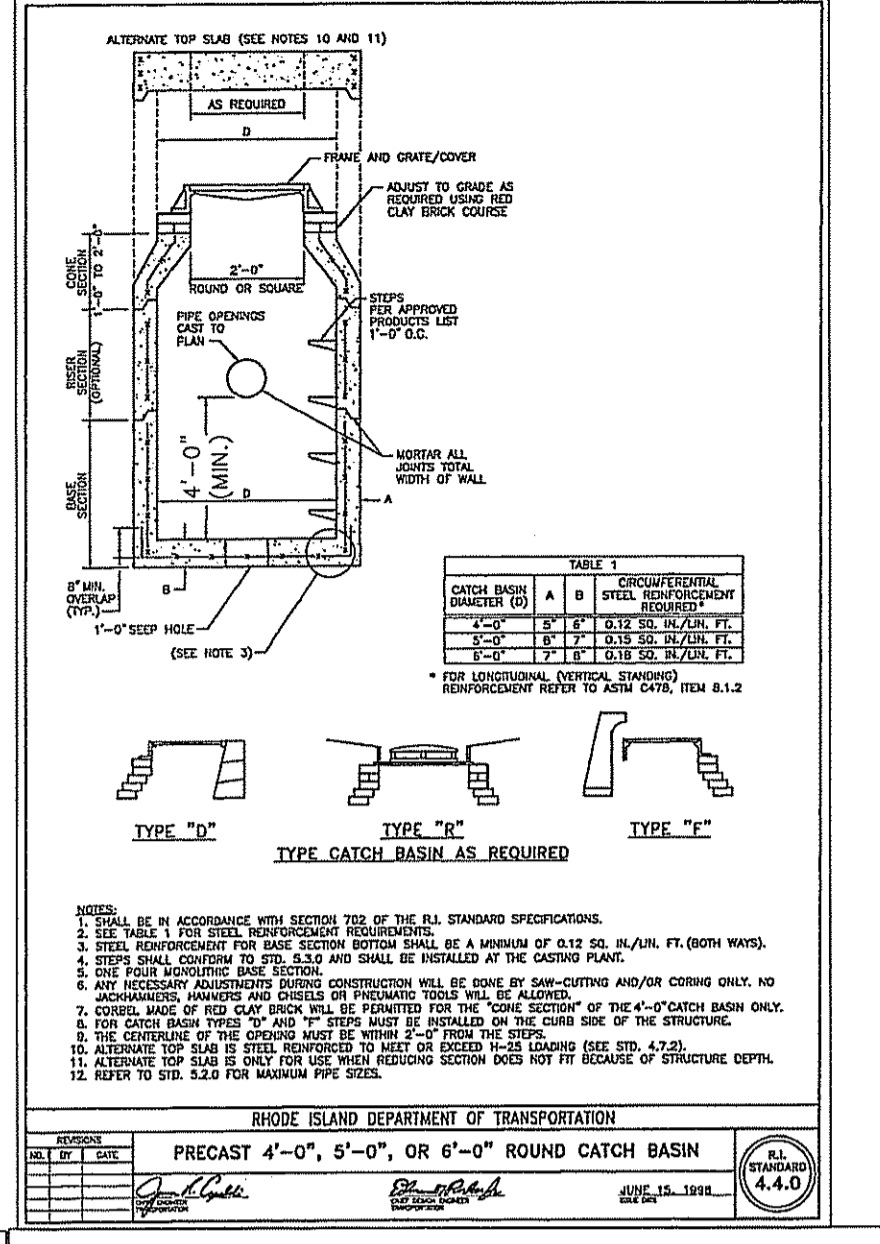 ALTERNATE TOP SLAB (SEE NOTES 10 AND 11)
AS REQUIRED
D
FRAME AND GRATE/COVER
ADJUST TO GRADE AS
REQUIRED USING RED
CLAY BRICK COURSE
CONE
SECTION
1'-0" TO 2'-0"
2'-0"
ROUND OR SQUARE
PIPE OPENINGS
CAST TO
PLAN
STEPS
PER APPROVED
PRODUCTS LIST
1'-0" O.C.
RISER
SECTION
(OPTIONAL)
MORTAR ALL
JOINTS TOTAL
WIDTH OF WALL
4'-0"
(MIN.)
BASE
SECTION
D
A
8" MIN.
OVERLAP
(TYP.)
B
1'-0" SEEP HOLE
(SEE NOTE 3)
TABLE 1
CATCH BASIN DIAMETER (D) A B CIRCUMFERENTIAL STEEL REINFORCEMENT REQUIRED*
4'-0" 5" 6" 0.12 SQ. IN./LIN. FT.
5'-0" 6" 7" 0.15 SQ. IN./LIN. FT.
6'-0" 7" 8" 0.18 SQ. IN./LIN. FT.
* FOR LONGITUDINAL (VERTICAL STANDING)
REINFORCEMENT REFER TO ASTM C478, ITEM 8.1.2
TYPE "D"
TYPE "R"
TYPE "F"
TYPE CATCH BASIN AS REQUIRED
NOTES:
1. SHALL BE IN ACCORDANCE WITH SECTION 702 OF THE R.I. STANDARD SPECIFICATIONS.
2. SEE TABLE 1 FOR STEEL REINFORCEMENT REQUIREMENTS.
3. STEEL REINFORCEMENT FOR BASE SECTION BOTTOM SHALL BE A MINIMUM OF 0.12 SQ. IN./LIN. FT. (BOTH WAYS).
4. STEPS SHALL CONFORM TO STD. 5.3.0 AND SHALL BE INSTALLED AT THE CASTING PLANT.
5. ONE POUR MONOLITHIC BASE SECTION.
6. ANY NECESSARY ADJUSTMENTS DURING CONSTRUCTION WILL BE DONE BY SAW-CUTTING AND/OR CORING ONLY. NO
JACKHAMMERS, HAMMERS AND CHISELS OR PNEUMATIC TOOLS WILL BE ALLOWED.
7. CORBEL MADE OF RED CLAY BRICK WILL BE PERMITTED FOR THE "CONE SECTION" OF THE 4'-0" CATCH BASIN ONLY.
8. FOR CATCH BASIN TYPES "D" AND "F" STEPS MUST BE INSTALLED ON THE CURB SIDE OF THE STRUCTURE.
9. THE CENTERLINE OF THE OPENING MUST BE WITHIN 2'-0" FROM THE STEPS.
10. ALTERNATE TOP SLAB IS STEEL REINFORCED TO MEET OR EXCEED H-25 LOADING (SEE STD. 4.7.2).
11. ALTERNATE TOP SLAB IS ONLY FOR USE WHEN REDUCING SECTION DOES NOT FIT BECAUSE OF STRUCTURE DEPTH.
12. REFER TO STD. 5.2.0 FOR MAXIMUM PIPE SIZES.
RHODE ISLAND DEPARTMENT OF TRANSPORTATION
REVISIONS
NO. BY DATE
PRECAST 4'-0", 5'-0", OR 6'-0" ROUND CATCH BASIN
R.I.
STANDARD
4.4.0
CHIEF ENGINEER
TRANSPORTATION
CHIEF DESIGN ENGINEER
TRANSPORTATION
JUNE 15, 1998
ISSUE DATE